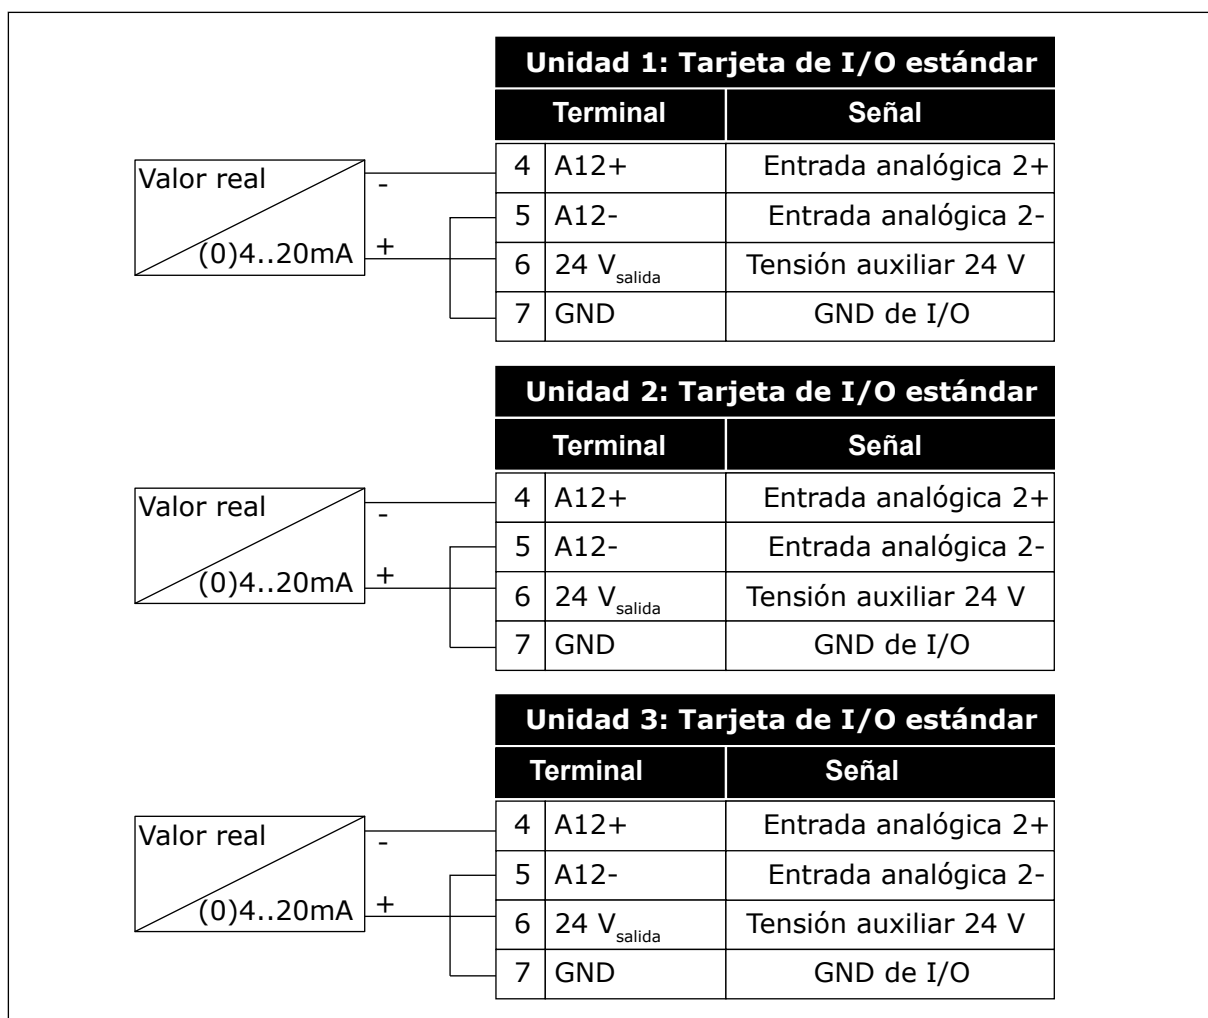 Unidad 1: Tarjeta de I/O estándar
Terminal Señal
Valor real - 4 A12+ Entrada analógica 2+
5 A12- Entrada analógica 2-
(0)4..20mA + 6 24 Vsalida Tensión auxiliar 24 V
7 GND GND de I/O
Unidad 2: Tarjeta de I/O estándar
Terminal Señal
Valor real - 4 A12+ Entrada analógica 2+
5 A12- Entrada analógica 2-
(0)4..20mA + 6 24 Vsalida Tensión auxiliar 24 V
7 GND GND de I/O
Unidad 3: Tarjeta de I/O estándar
Terminal Señal
Valor real - 4 A12+ Entrada analógica 2+
5 A12- Entrada analógica 2-
(0)4..20mA + 6 24 Vsalida Tensión auxiliar 24 V
7 GND GND de I/O